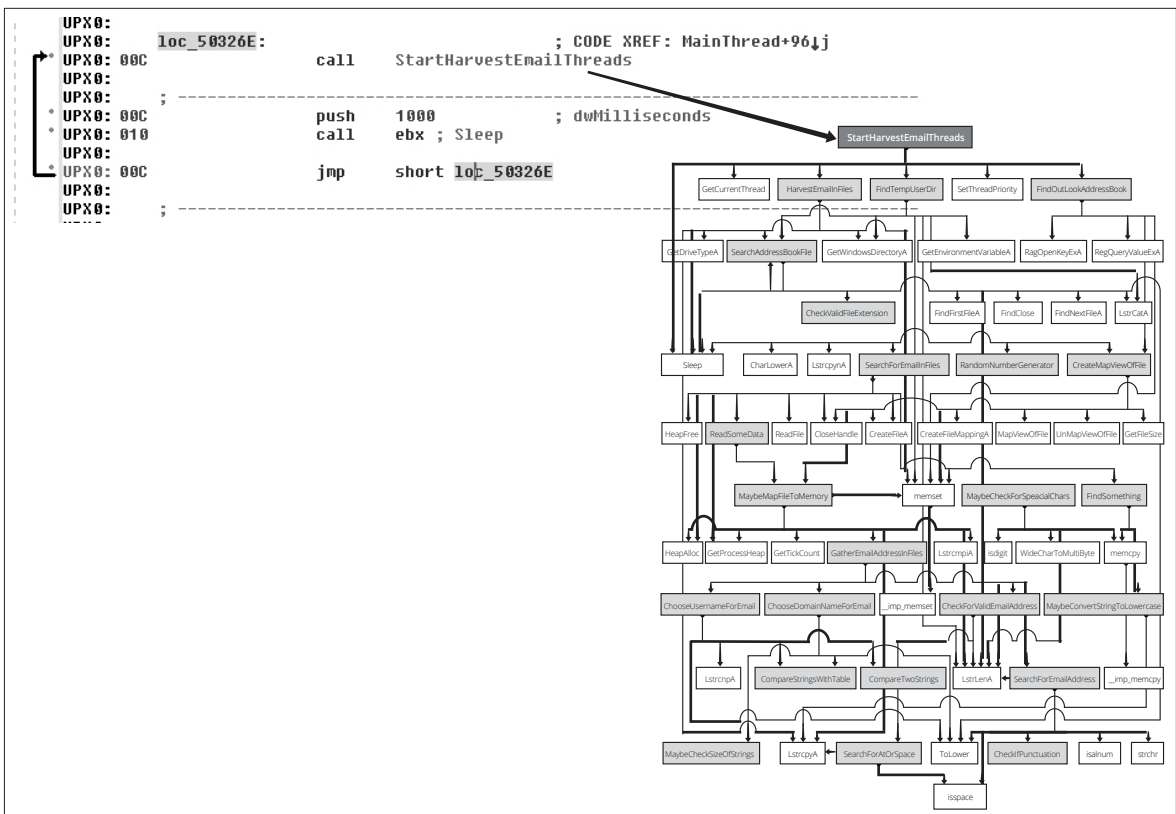 UPX0:
UPX0: loc_50326E: ; CODE XREF: MainThread+96↓j
UPX0: 00C call StartHarvestEmailThreads
UPX0:
UPX0: ; ----------------------------------------
UPX0: 00C push 1000 ; dwMilliseconds
UPX0: 010 call ebx ; Sleep
UPX0:
UPX0: 00C jmp short loc_50326E
UPX0:
UPX0: ; ----------------------------------------
StartHarvestEmailThreads
GetCurrentThread HarvestEmailInFiles FindTempUserDir SetThreadPriority FindOutLookAddressBook
GetDriveTypeA SearchAddressBookFile GetWindowsDirectoryA GetEnvironmentVariableA RagOpenKeyExA RegQueryValueExA
CheckValidFileExtension FindFirstFileA FindClose FindNextFileA LstrCatA
Sleep CharLowerA LstrcpynA SearchForEmailInFiles RandomNumberGenerator CreateMapViewOfFile
HeapFree ReadSomeData ReadFile CloseHandle CreateFileA CreateFileMappingA MapViewOfFile UnMapViewOfFile GetFileSize
MaybeMapFileToMemory memset MaybeCheckForSpeacialChars FindSomething
HeapAlloc GetProcessHeap GetTickCount GatherEmailAddressInFiles LstrcmpiA isdigit WideCharToMultiByte memcpy
ChooseUsernameForEmail ChooseDomainNameForEmail __imp_memset CheckForValidEmailAddress MaybeConvertStringToLowercase
LstrcnpA CompareStringsWithTable CompareTwoStrings LstrLenA SearchForEmailAddress __imp_memcpy
MaybeCheckSizeOfStrings LstrcpyA SearchForAtOrSpace ToLower CheckIfPunctuation isalnum strchr
isspace